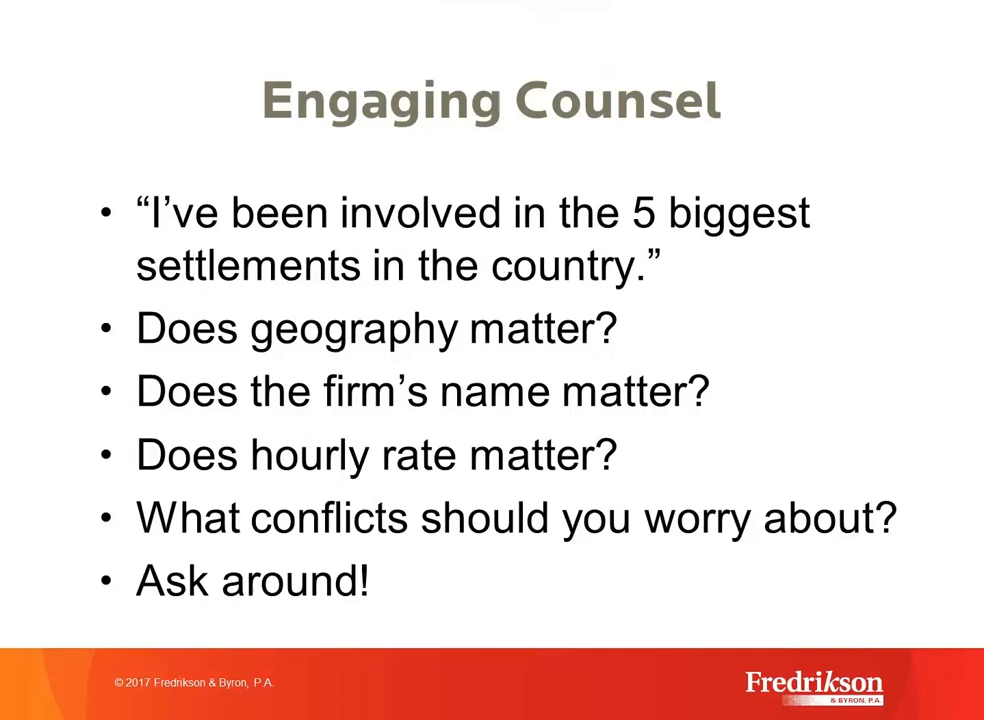 Engaging Counsel
• “I’ve been involved in the 5 biggest
settlements in the country.”
• Does geography matter?
• Does the firm’s name matter?
• Does hourly rate matter?
• What conflicts should you worry about?
• Ask around!
© 2017 Fredrikson & Byron, P.A.
Fredrikson
& BYRON, P.A.